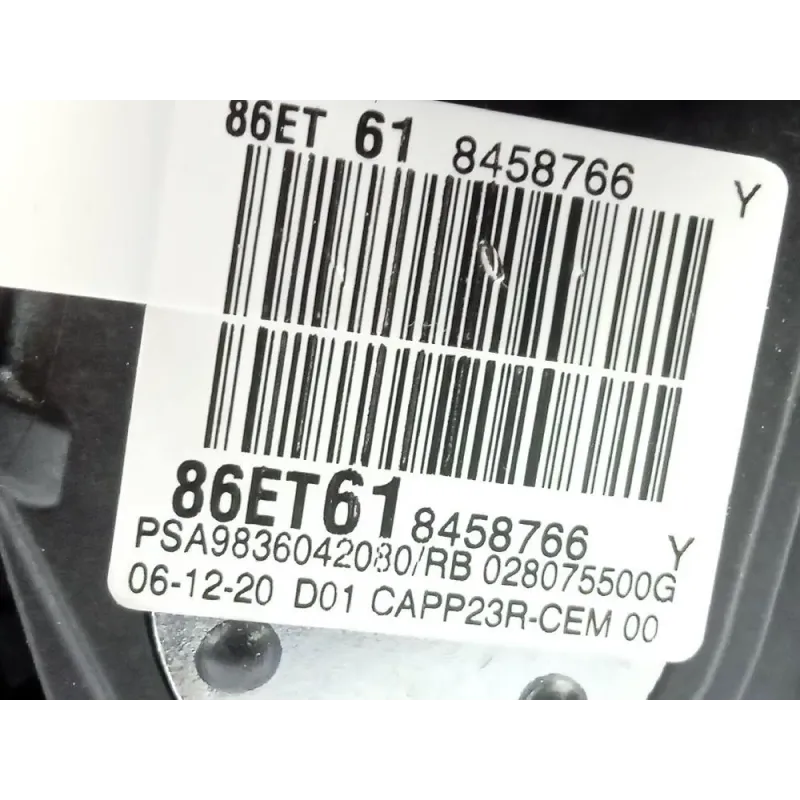 86ET 61 8458766 Y
86ET61 8458766 Y
PSA9836042080/RB 028075500G
06-12-20 D01 CAPP23R-CEM 00